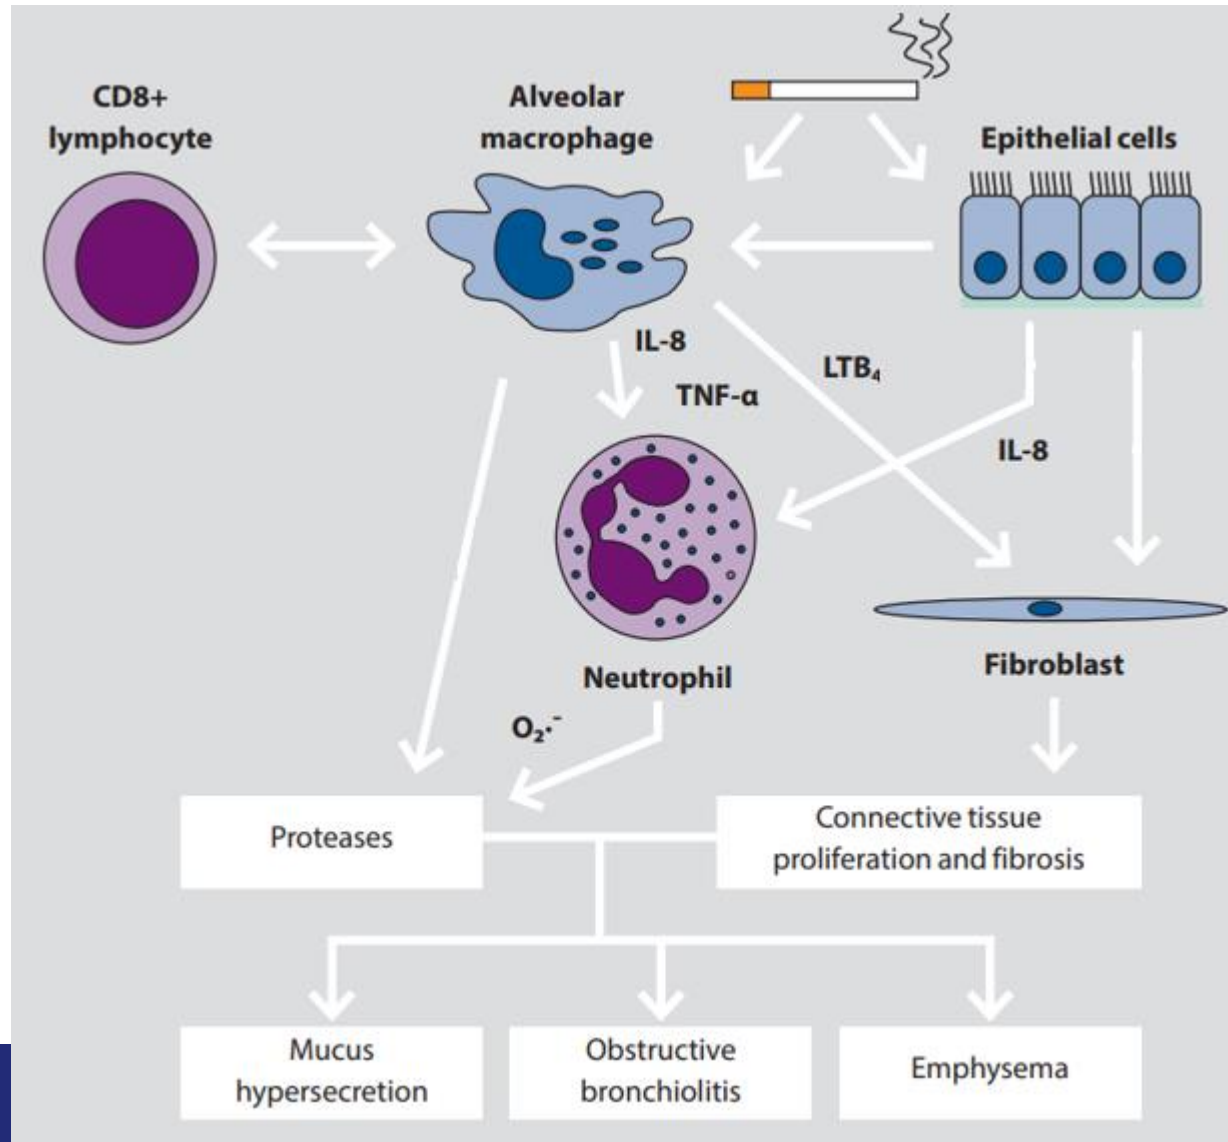 CD8+
lymphocyte
Alveolar
macrophage
Epithelial cells
IL-8
TNF-α
LTB₄
IL-8
Neutrophil
Fibroblast
O₂·⁻
Proteases
Connective tissue
proliferation and fibrosis
Mucus
hypersecretion
Obstructive
bronchiolitis
Emphysema